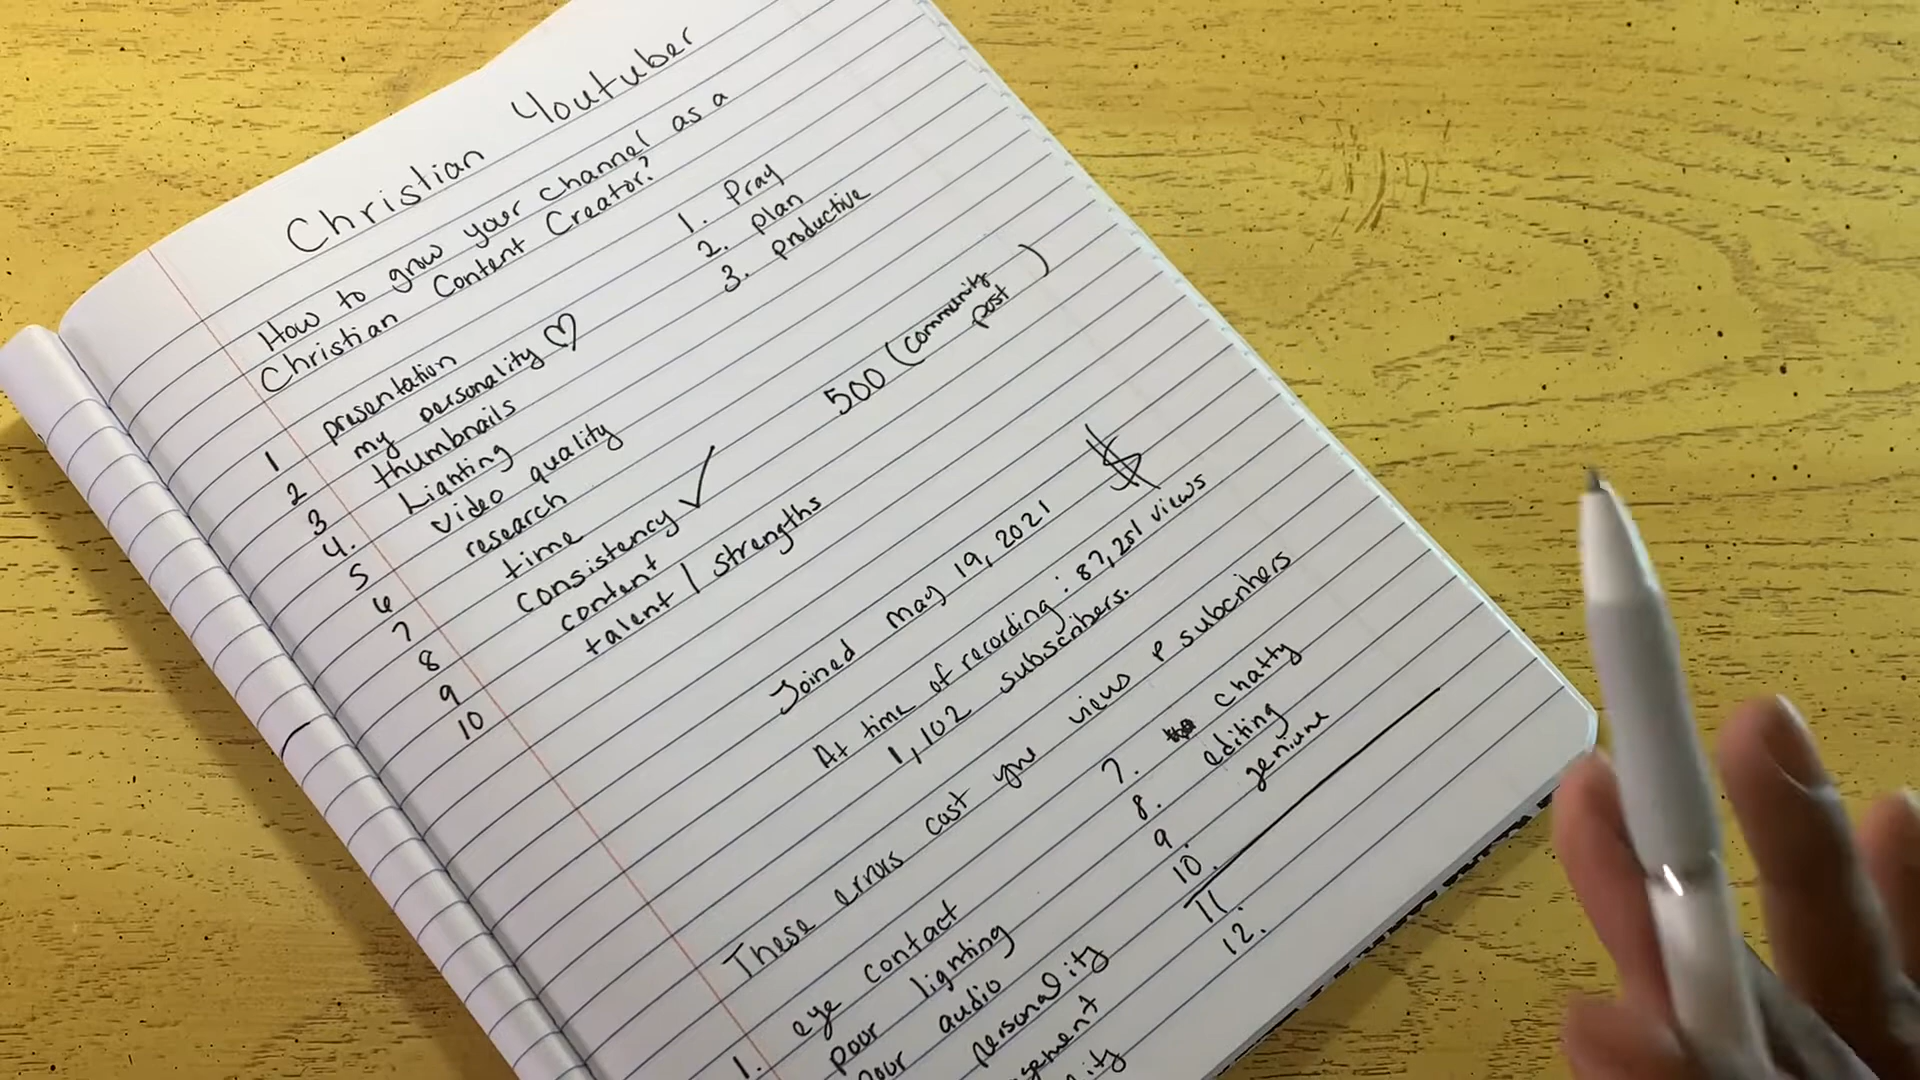 Christian Youtuber
How to grow your channel as a
Christian Content Creator?
1. Pray
2. plan
3. productive
1 presentation
2 my personality ♡
3 thumbnails
4. Lighting
5 video quality
6 research
7 time
8 consistency ✓
9 content
10 talent / strengths
500 (community
post )
Joined may 19, 2021 $
At time of recording: 87,251 views
1,102 subscribers.
These errors cost you views & subcribers
1. eye contact
poor lighting
poor audio
personality
7. chatty
8. editing
9. geniune
10.
11.
12.